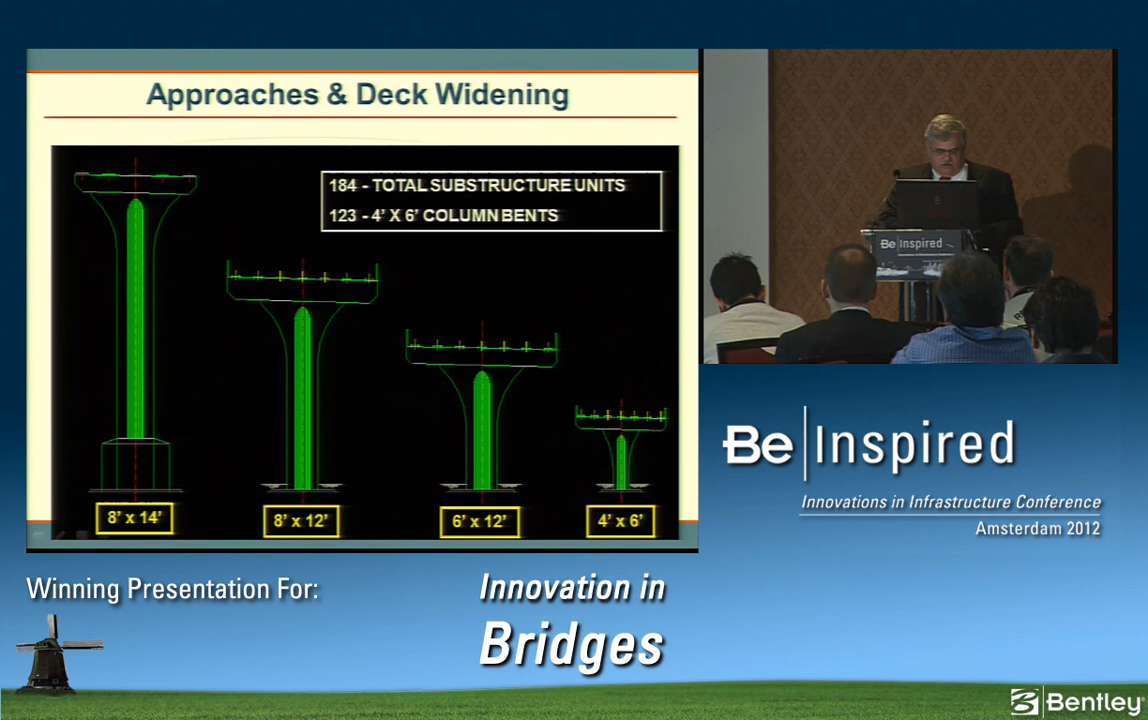 Approaches & Deck Widening
184 - TOTAL SUBSTRUCTURE UNITS
123 - 4' X 6' COLUMN BENTS
8' x 14'
8' x 12'
6' x 12'
4' x 6'
Be Inspired
Be Inspired
Innovations in Infrastructure Conference
Amsterdam 2012
Winning Presentation For:
Innovation in
Bridges
Bentley